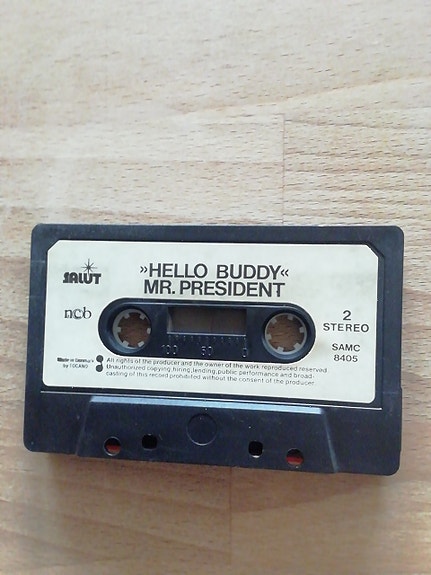 SALUT
»HELLO BUDDY«
MR. PRESIDENT
ncb
2
STEREO
SAMC
8405
100 50 0
Made in Denmark
by TOCANO
All rights of the producer and the owner of the work reproduced reserved
Unauthorized copying, hiring, lending, public performance and broad-
casting of this record prohibited without the consent of the producer